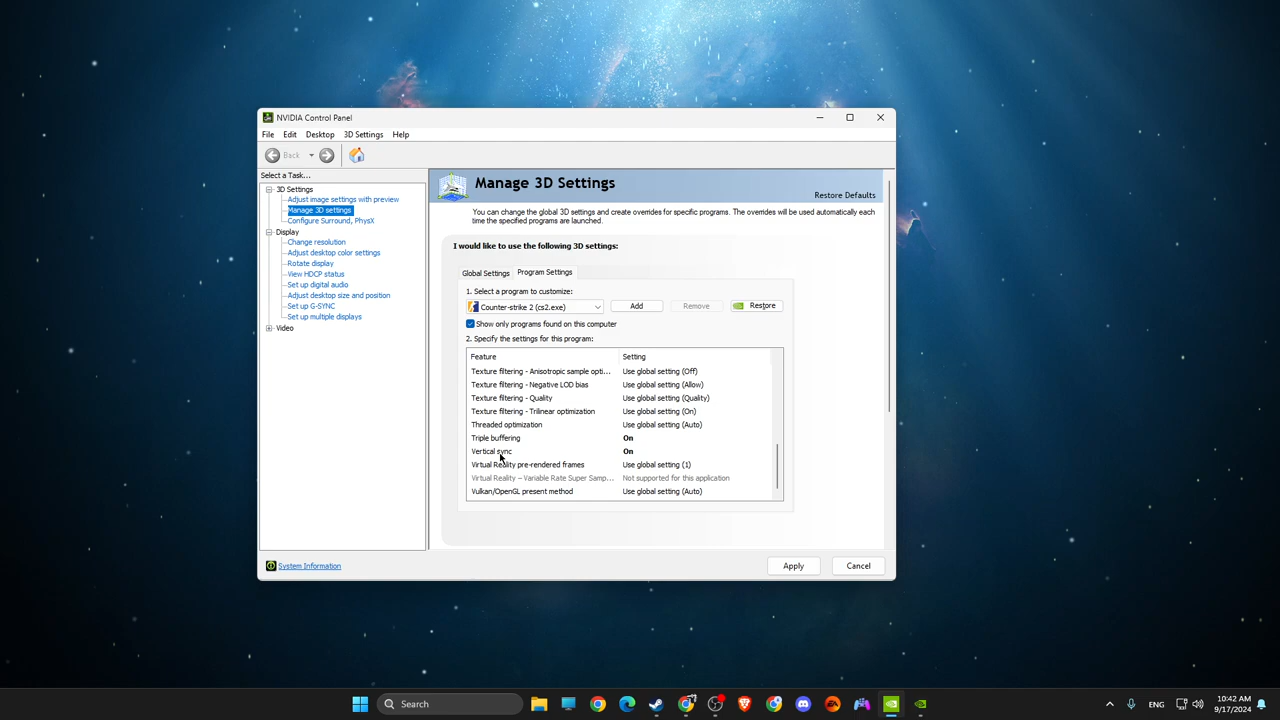 NVIDIA Control Panel
File Edit Desktop 3D Settings Help
Back
Select a Task...
3D Settings
Adjust image settings with preview
Manage 3D settings
Configure Surround, PhysX
Display
Change resolution
Adjust desktop color settings
Rotate display
View HDCP status
Set up digital audio
Adjust desktop size and position
Set up G-SYNC
Set up multiple displays
Video
System Information
Manage 3D Settings
Restore Defaults
You can change the global 3D settings and create overrides for specific programs. The overrides will be used automatically each
time the specified programs are launched.
I would like to use the following 3D settings:
Global Settings Program Settings
1. Select a program to customize:
Counter-strike 2 (cs2.exe) Add Remove Restore
Show only programs found on this computer
2. Specify the settings for this program:
Feature Setting
Texture filtering - Anisotropic sample opti... Use global setting (Off)
Texture filtering - Negative LOD bias Use global setting (Allow)
Texture filtering - Quality Use global setting (Quality)
Texture filtering - Trilinear optimization Use global setting (On)
Threaded optimization Use global setting (Auto)
Triple buffering On
Vertical sync On
Virtual Reality pre-rendered frames Use global setting (1)
Virtual Reality – Variable Rate Super Samp... Not supported for this application
Vulkan/OpenGL present method Use global setting (Auto)
Apply Cancel
Search
ENG
10:42 AM
9/17/2024